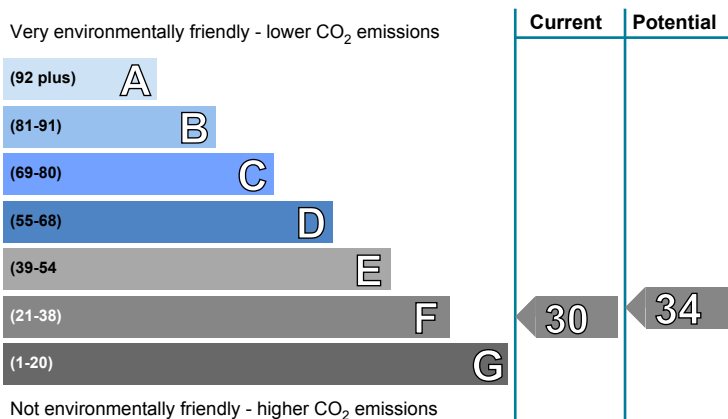 Current Potential
Very environmentally friendly - lower CO2 emissions
(92 plus) A
(81-91) B
(69-80) C
(55-68) D
(39-54 E
(21-38) F 30 34
(1-20) G
Not environmentally friendly - higher CO2 emissions